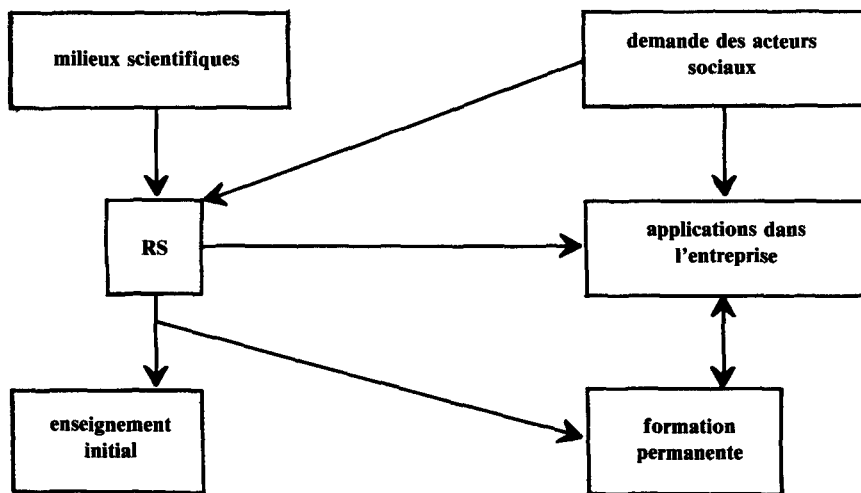 milieux scientifiques
demande des acteurs
sociaux
RS
applications dans
l'entreprise
enseignement
initial
formation
permanente